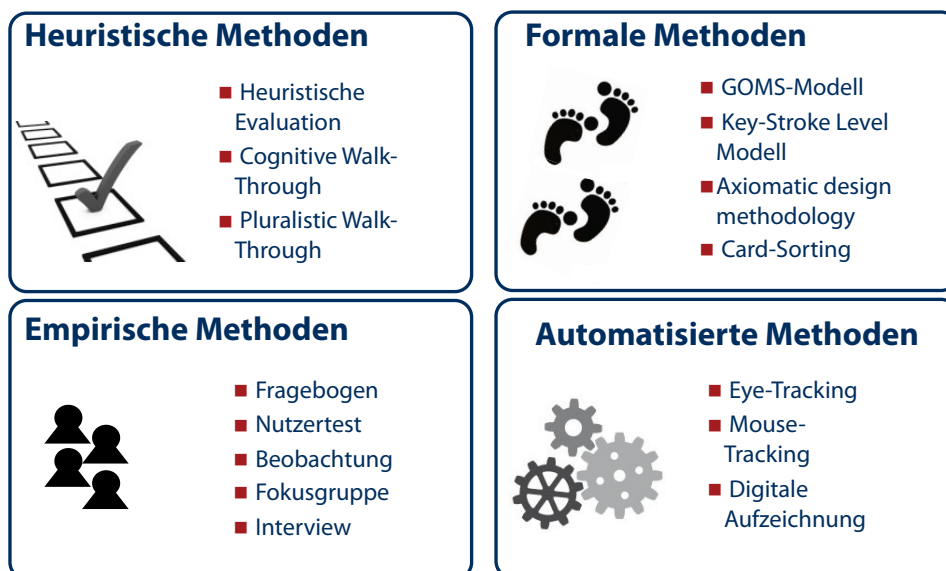 Heuristische Methoden
Heuristische
Evaluation
Cognitive Walk-
Through
Pluralistic Walk-
Through
Formale Methoden
GOMS-Modell
Key-Stroke Level
Modell
Axiomatic design
methodology
Card-Sorting
Empirische Methoden
Fragebogen
Nutzertest
Beobachtung
Fokusgruppe
Interview
Automatisierte Methoden
Eye-Tracking
Mouse-
Tracking
Digitale
Aufzeichnung